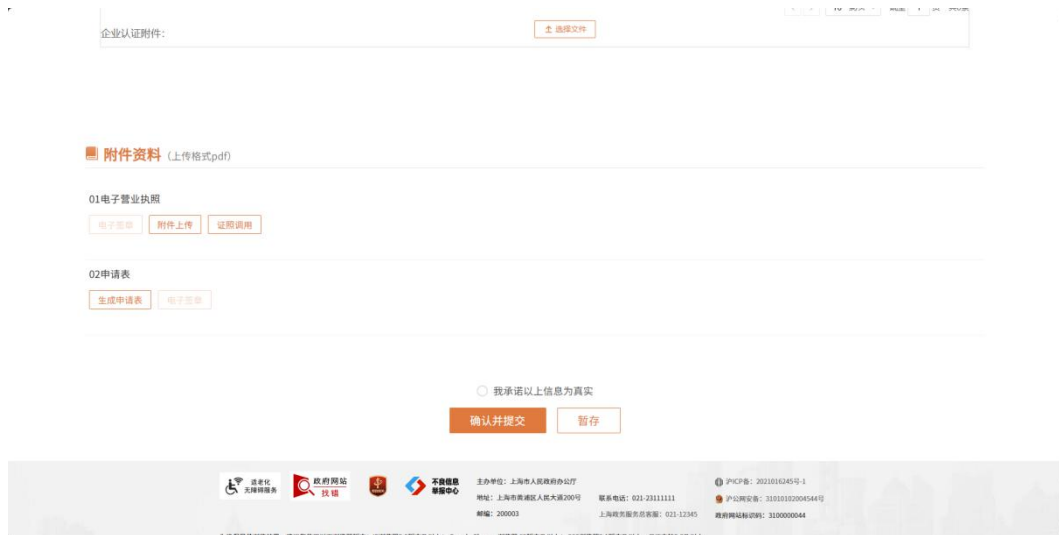 企业认证附件：
选择文件
附件资料（上传格式pdf）
01电子营业执照
电子签章 附件上传 证照调用
02申请表
生成申请表 电子签章
我承诺以上信息为真实
确认并提交 暂存
适老化
无障碍服务
政府网站
找错
不良信息
举报中心
主办单位：上海市人民政府办公厅
地址：上海市黄浦区人民大道200号 联系电话：021-23111111
邮编：200003 上海政务服务总客服：021-12345
沪ICP备：2021016245号-1
沪公网安备：31010102004544号
政府网站标识码：3100000044